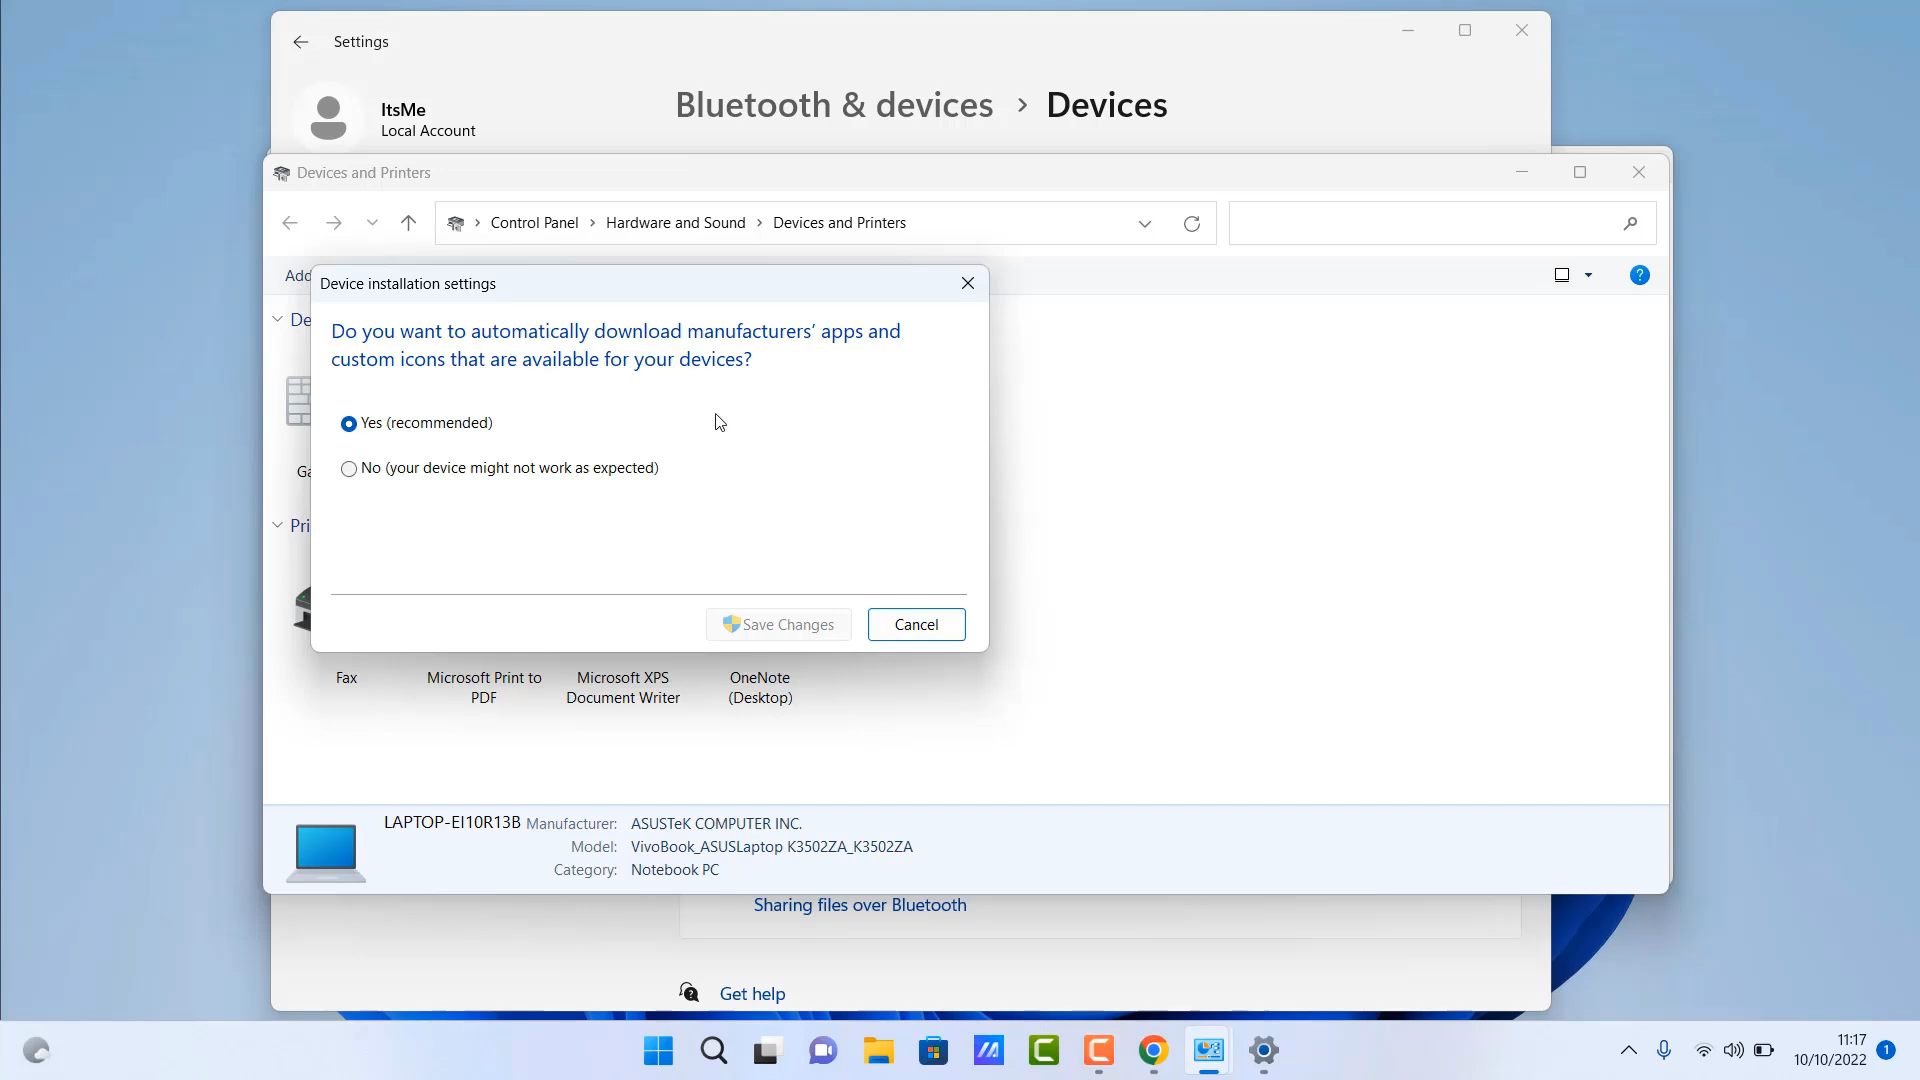 Settings
ItsMe
Local Account
Bluetooth & devices > Devices
Devices and Printers
Control Panel > Hardware and Sound > Devices and Printers
Add
Device installation settings
De
Do you want to automatically download manufacturers’ apps and
custom icons that are available for your devices?
Yes (recommended)
Ga
No (your device might not work as expected)
Pri
Save Changes
Cancel
Fax
Microsoft Print to
PDF
Microsoft XPS
Document Writer
OneNote
(Desktop)
LAPTOP-EI10R13B Manufacturer: ASUSTeK COMPUTER INC.
Model: VivoBook_ASUSLaptop K3502ZA_K3502ZA
Category: Notebook PC
Sharing files over Bluetooth
Get help
11:17
10/10/2022
1